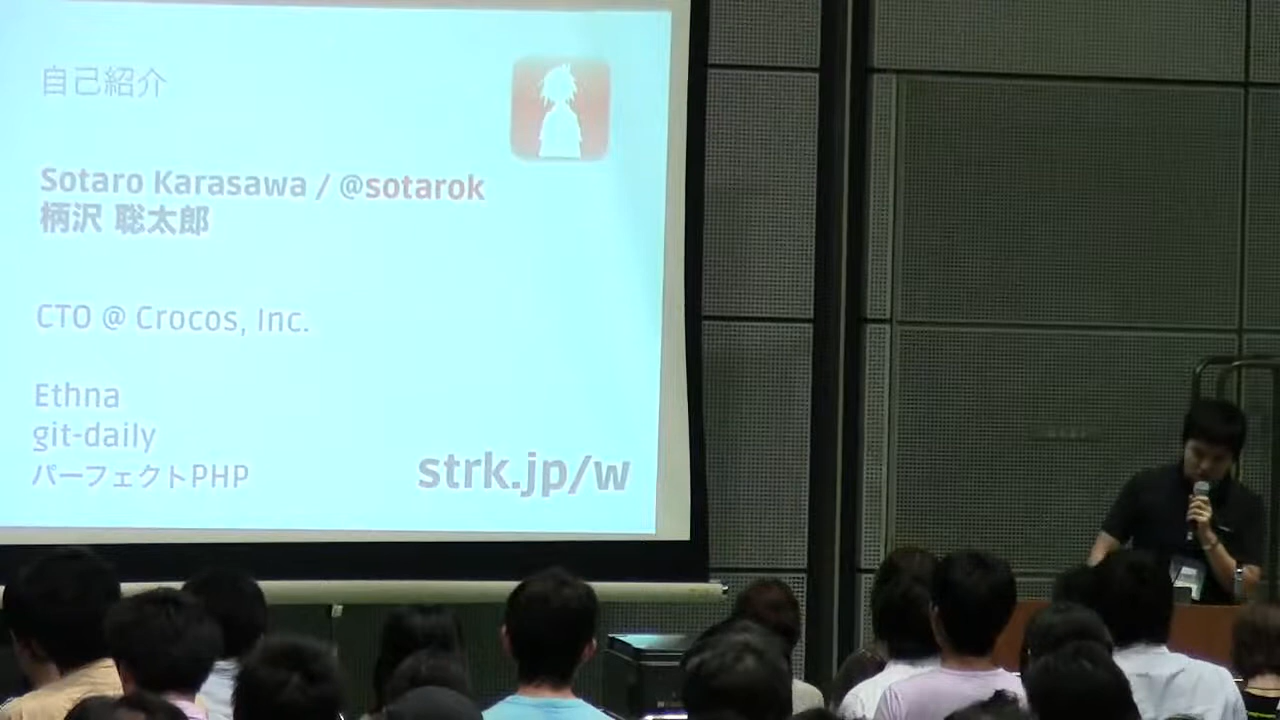 自己紹介
Sotaro Karasawa / @sotarok
柄沢 聡太郎
CTO @ Crocos, Inc.
Ethna
git-daily
パーフェクトPHP
strk.jp/w